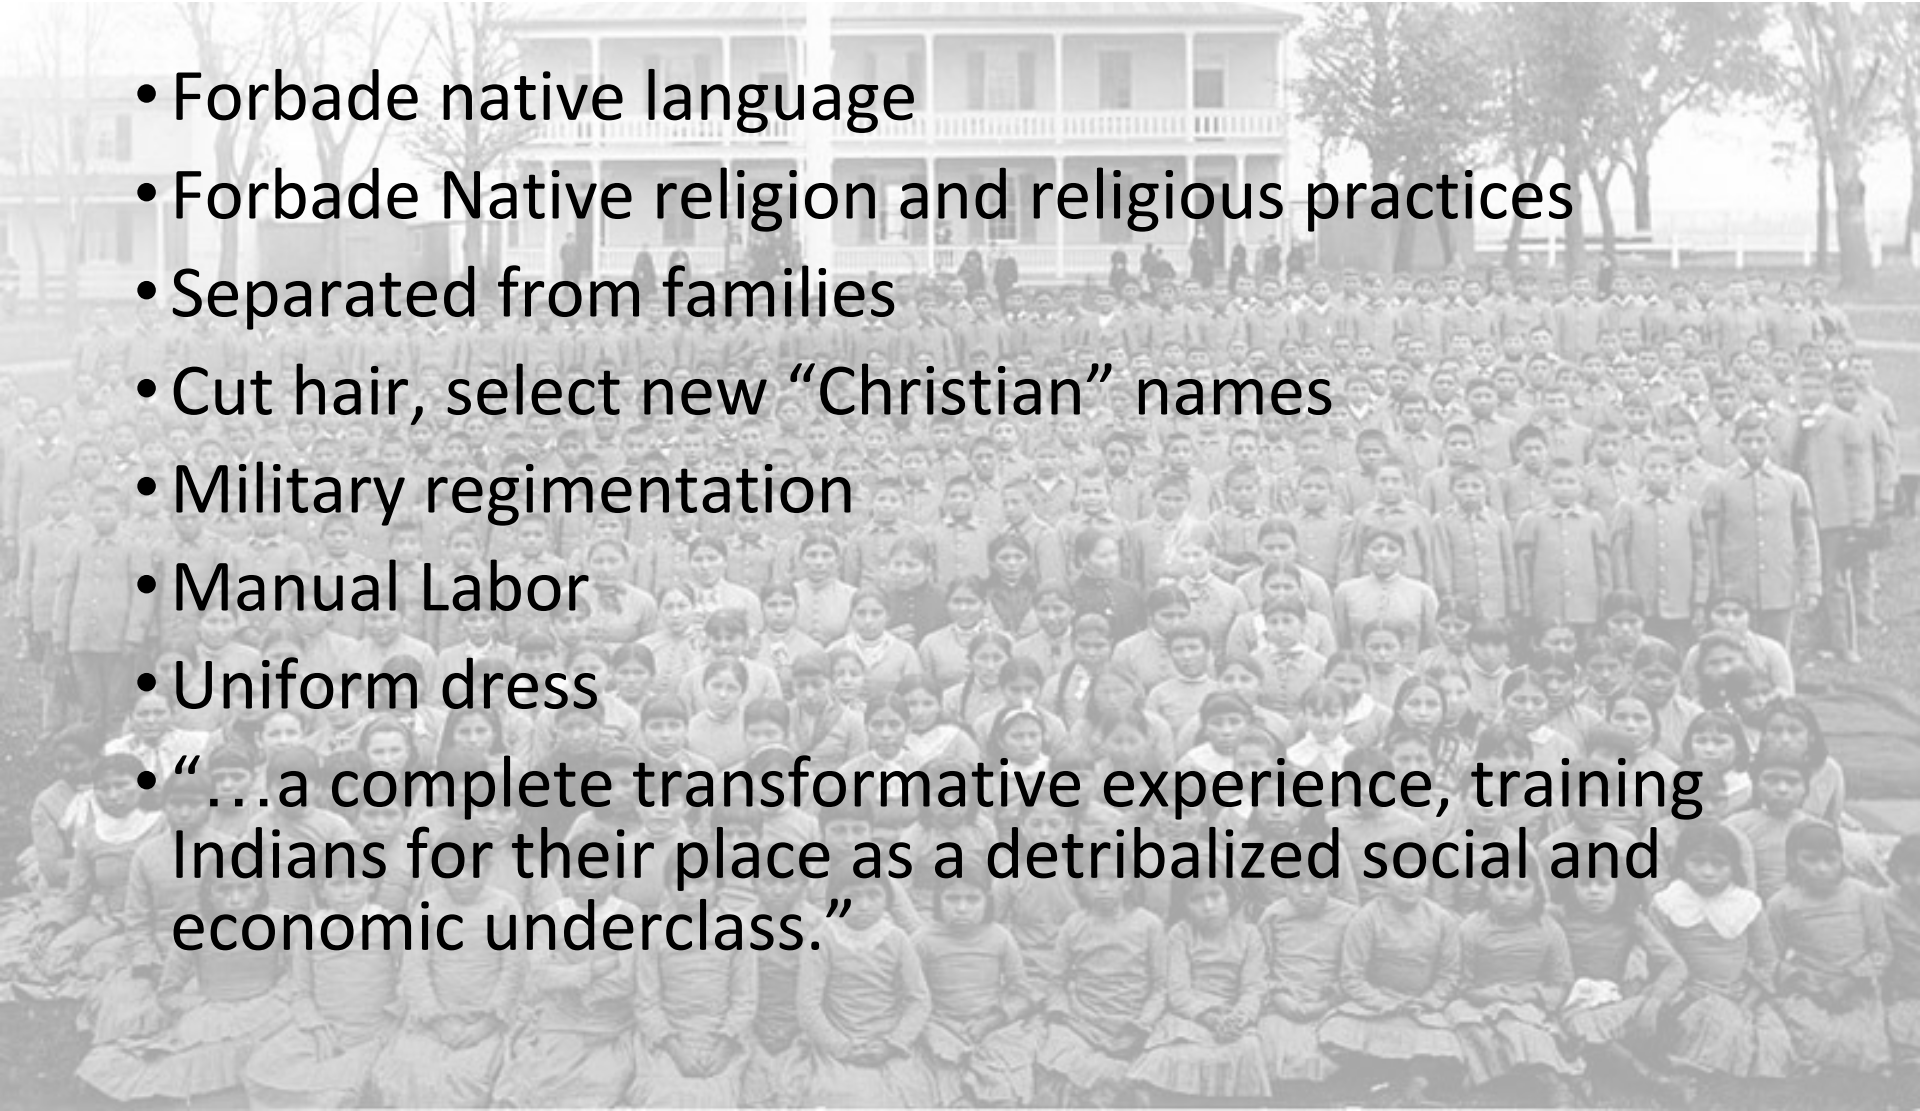 • Forbade native language
• Forbade Native religion and religious practices
• Separated from families
• Cut hair, select new “Christian” names
• Military regimentation
• Manual Labor
• Uniform dress
• “…a complete transformative experience, training
Indians for their place as a detribalized social and
economic underclass.”